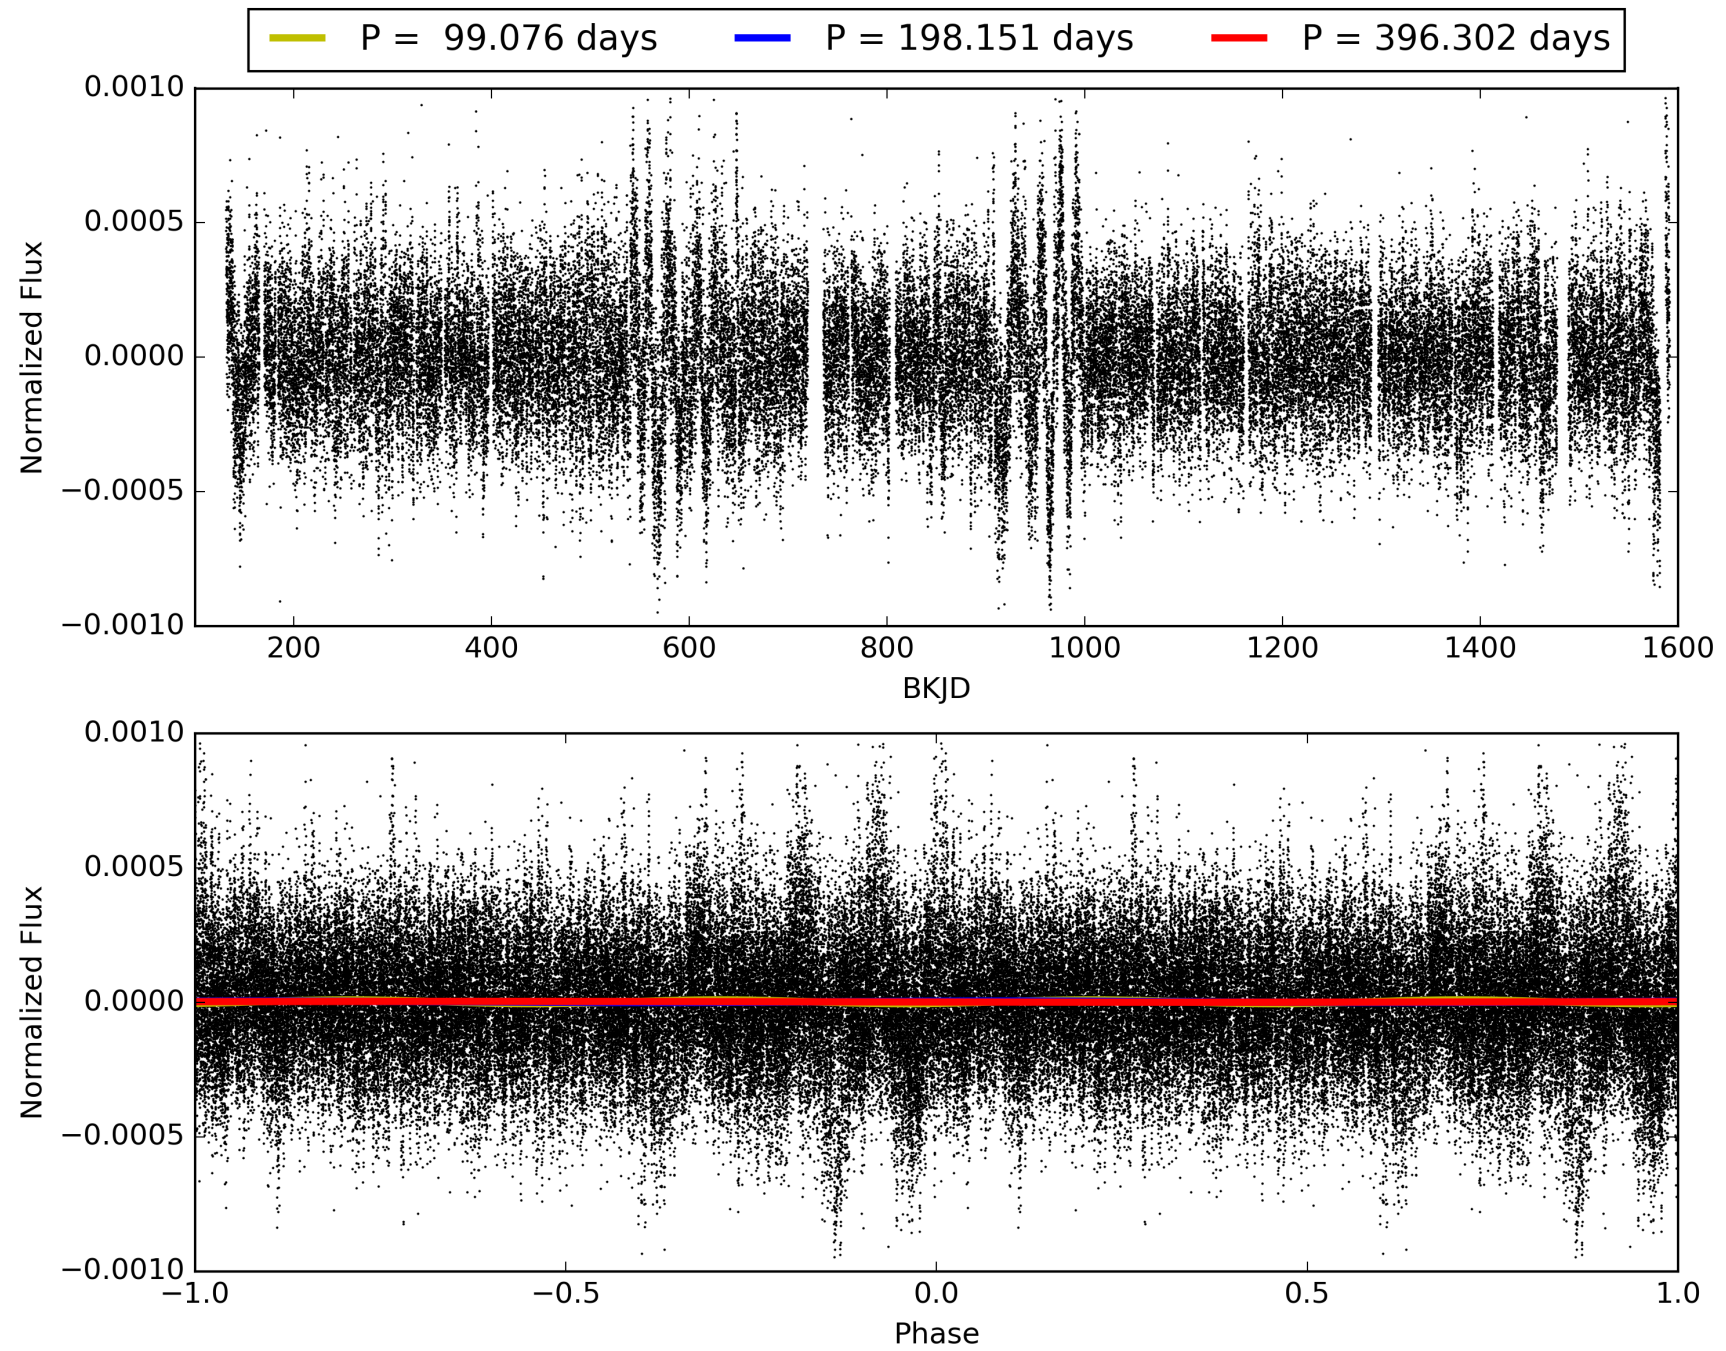 P = 99.076 days P = 198.151 days P = 396.302 days
0.0010
0.0005
0.0000
−0.0005
−0.0010
Normalized Flux
200 400 600 800 1000 1200 1400 1600
BKJD
0.0010
0.0005
0.0000
−0.0005
−0.0010
Normalized Flux
−1.0 −0.5 0.0 0.5 1.0
Phase